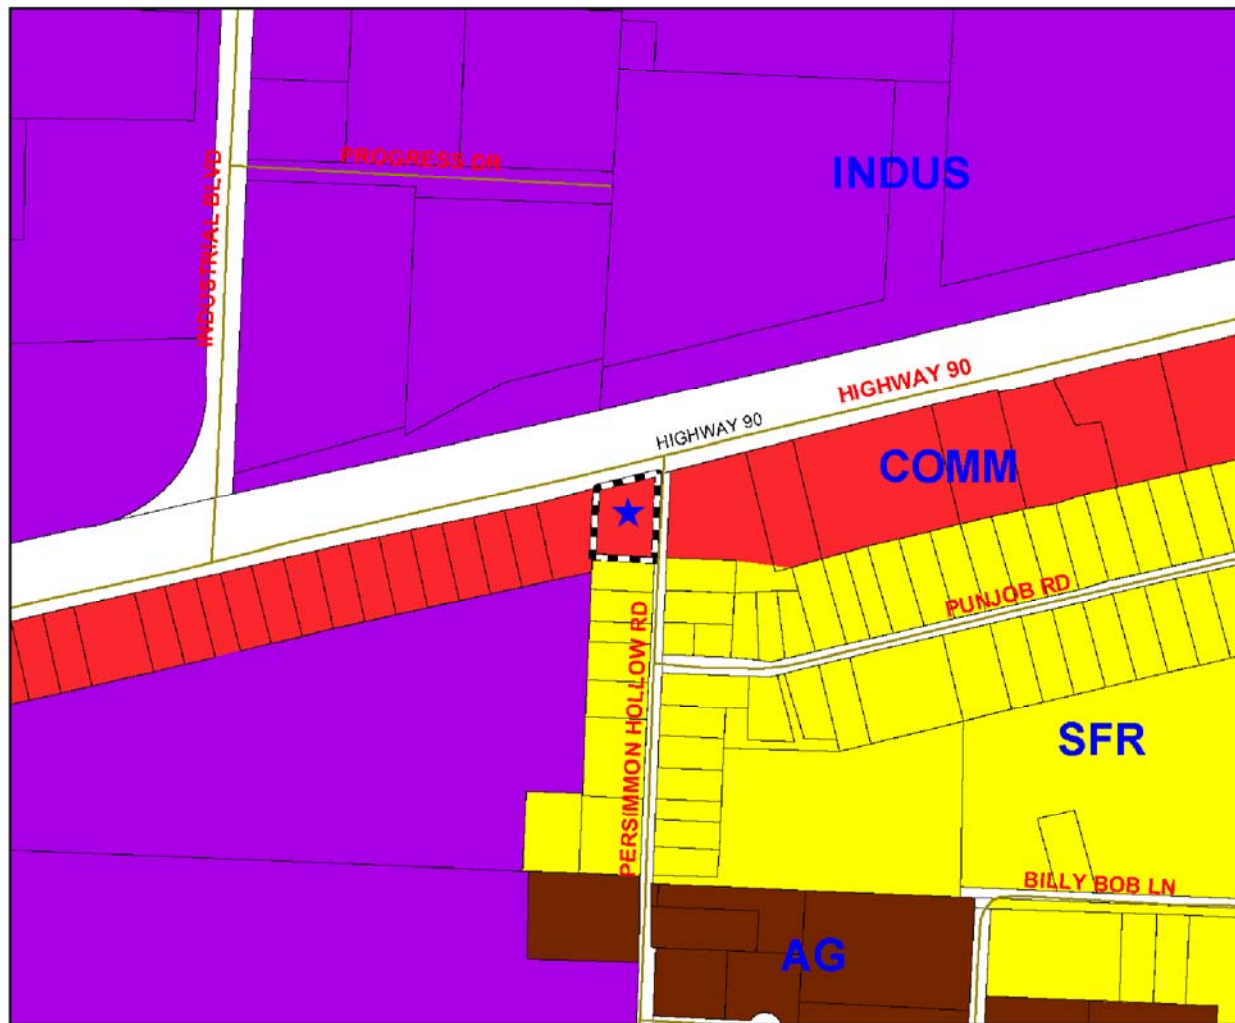 PROGRESS DR
INDUS
INDUSTRIAL BLVD
HIGHWAY 90
HIGHWAY 90
COMM
PUNJOB RD
PERSIMMON HOLLOW RD
SFR
BILLY BOB LN
AG